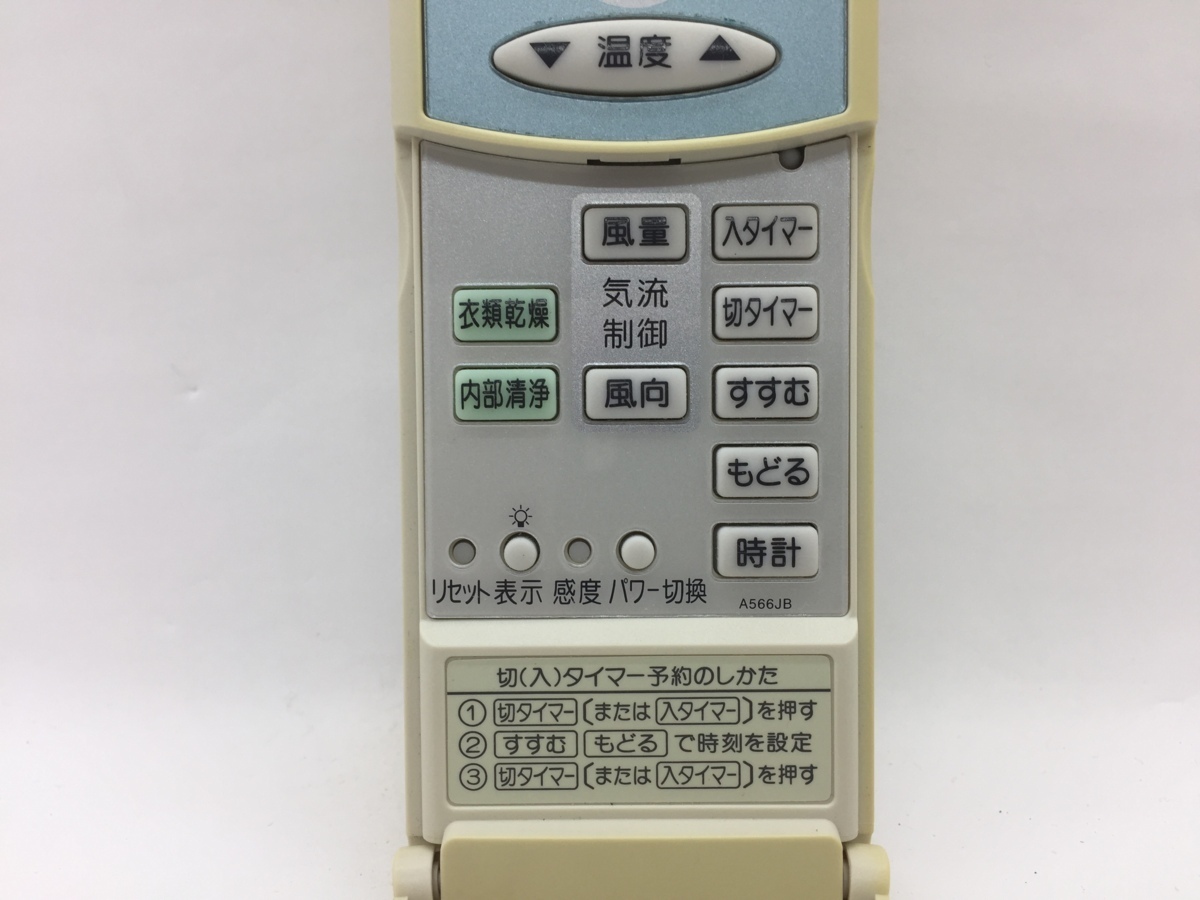 ▼ 温度 ▲
風量
入タイマー
気流
制御
衣類乾燥
切タイマー
内部清浄
風向
すすむ
もどる
時計
リセット 表示 感度 パワー切換
A566JB
切(入)タイマー予約のしかた
① 切タイマー〔または 入タイマー〕を押す
② すすむ もどる で時刻を設定
③ 切タイマー〔または 入タイマー〕を押す